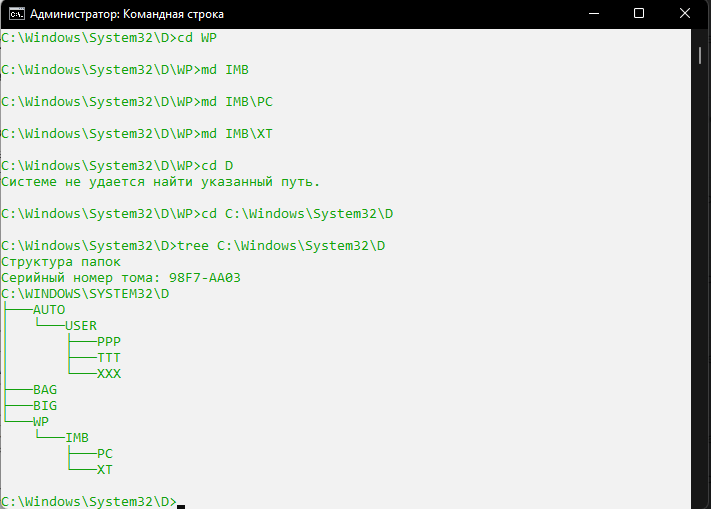 Администратор: Командная строка
C:\Windows\System32\D>cd WP
C:\Windows\System32\D\WP>md IMB
C:\Windows\System32\D\WP>md IMB\PC
C:\Windows\System32\D\WP>md IMB\XT
C:\Windows\System32\D\WP>cd D
Системе не удается найти указанный путь.
C:\Windows\System32\D\WP>cd C:\Windows\System32\D
C:\Windows\System32\D>tree C:\Windows\System32\D
Структура папок
Серийный номер тома: 98F7-AA03
C:\WINDOWS\SYSTEM32\D
├───AUTO
│   └───USER
│       ├───PPP
│       ├───TTT
│       └───XXX
├───BAG
├───BIG
└───WP
    └───IMB
        ├───PC
        └───XT
C:\Windows\System32\D>